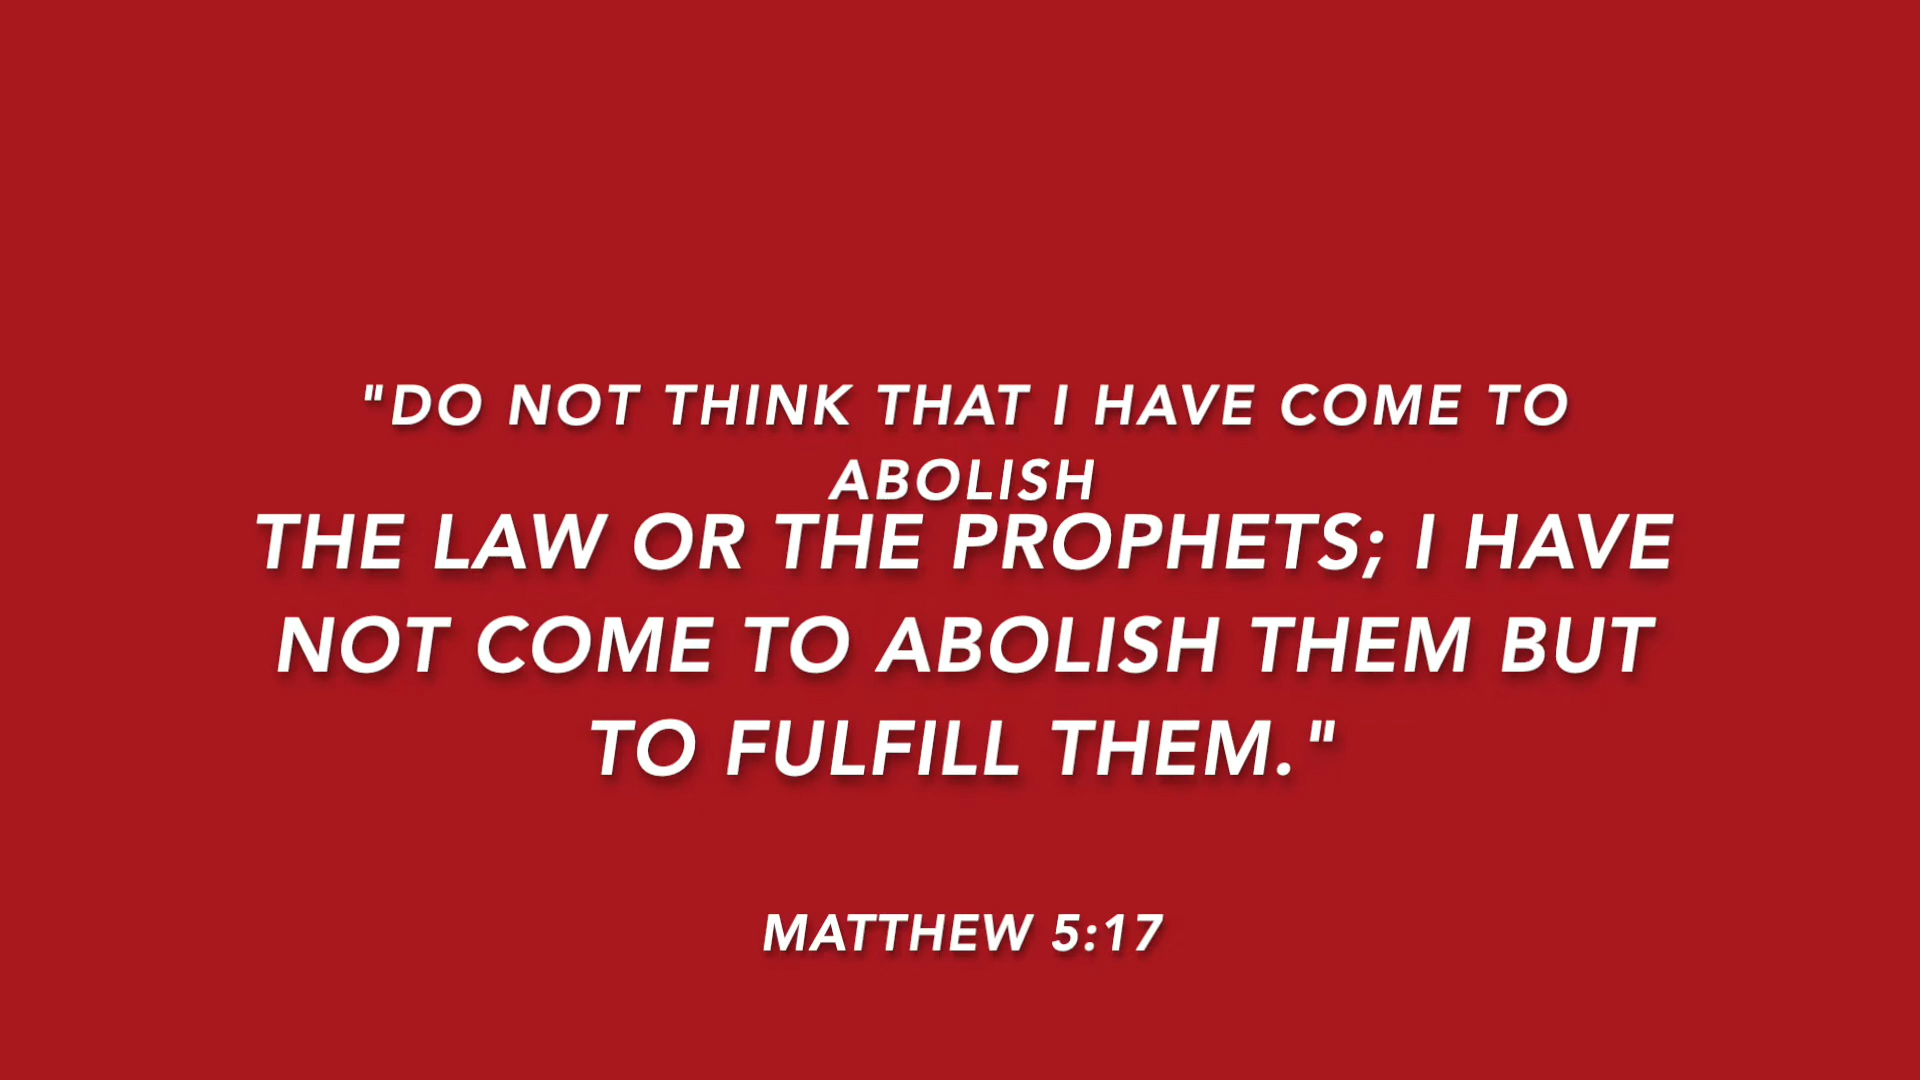 "DO NOT THINK THAT I HAVE COME TO
ABOLISH
THE LAW OR THE PROPHETS; I HAVE
NOT COME TO ABOLISH THEM BUT
TO FULFILL THEM."
MATTHEW 5:17